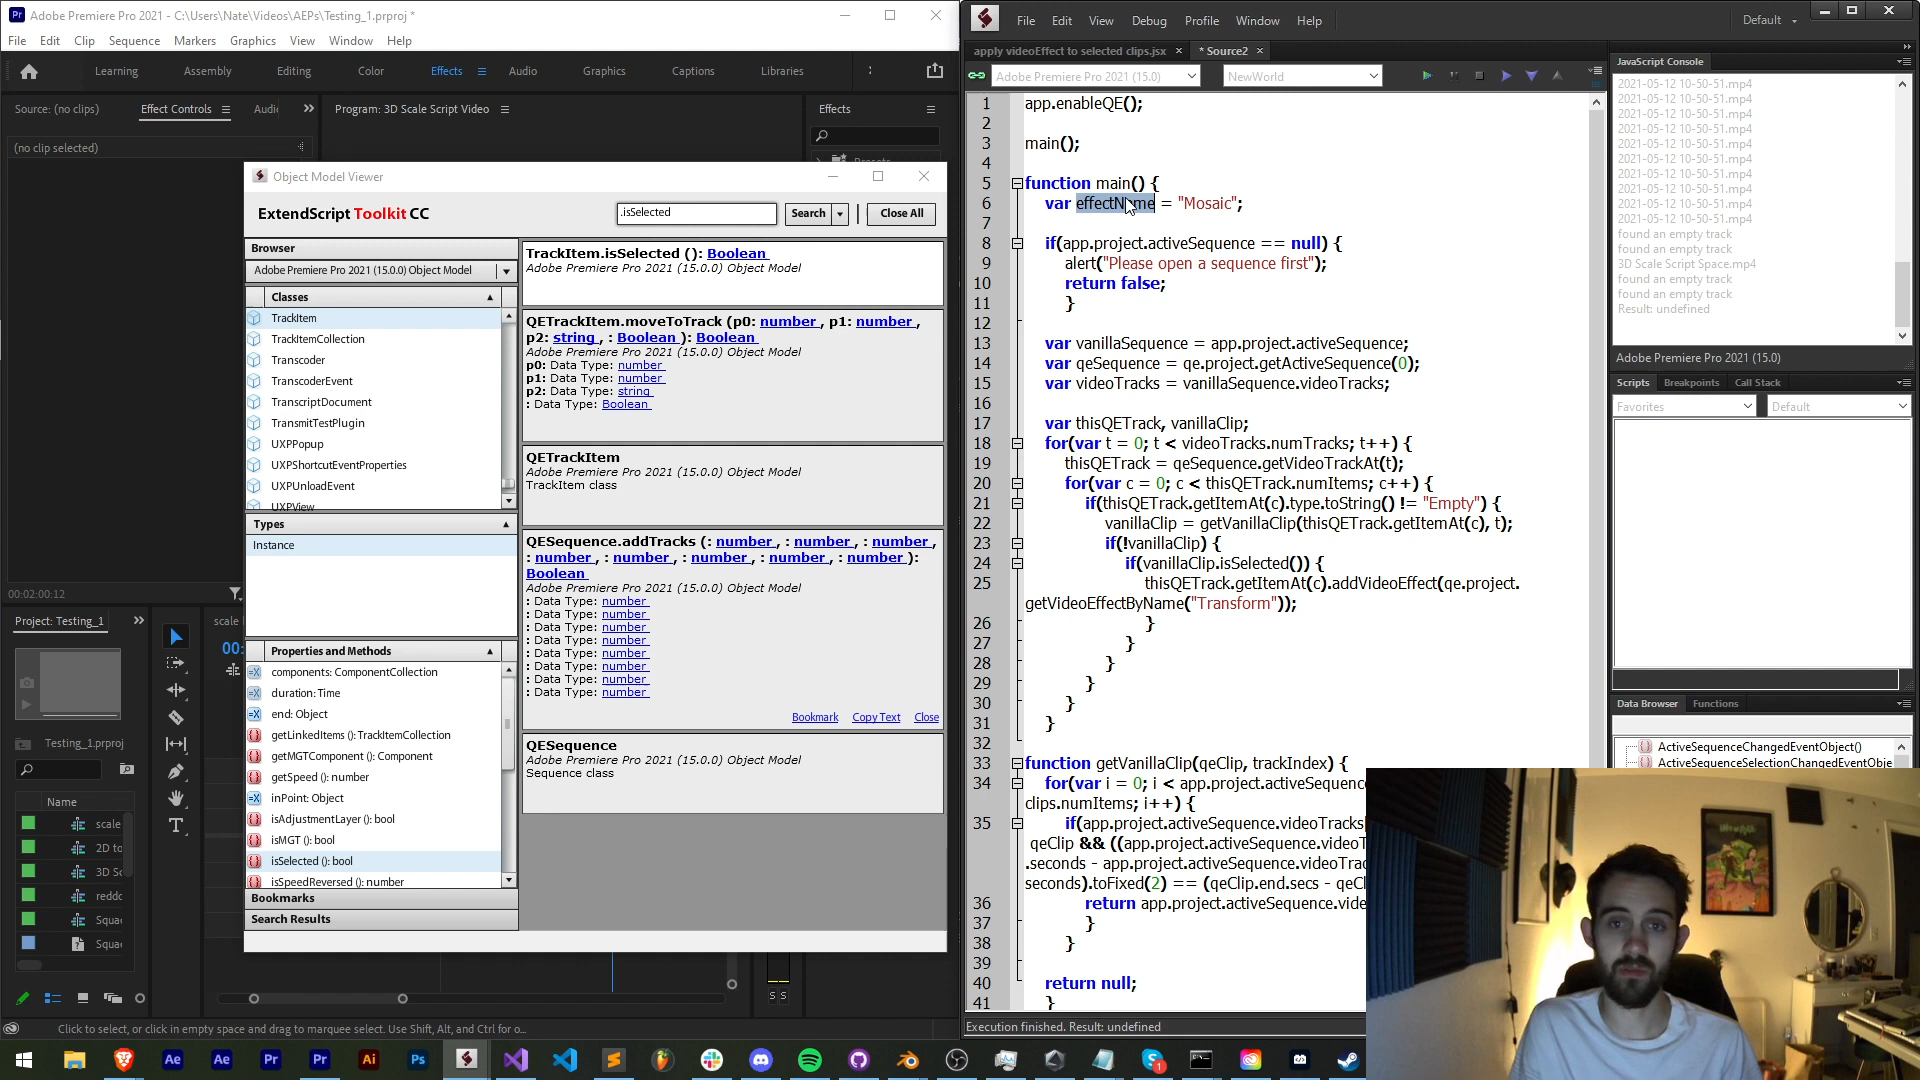 Adobe Premiere Pro 2021 - C:\Users\Nate\Videos\AEPs\Testing_1.prproj *
File Edit Clip Sequence Markers Graphics View Window Help
Learning Assembly Editing Color Effects Audio Graphics Captions Libraries
Source: (no clips) Effect Controls Program: 3D Scale Script Video Effects
(no clip selected)
00:02:00:12
Project: Testing_1
Testing_1.prproj
Name
scale
2D to
reddc
Squa
Squa
scale
00:
S S
Click to select, or click in empty space and drag to marquee select. Use Shift, Alt, and Ctrl for o...
Object Model Viewer
ExtendScript Toolkit CC
.isSelected
Search
Close All
Browser
Adobe Premiere Pro 2021 (15.0.0) Object Model
Classes
TrackItem
TrackItemCollection
Transcoder
TranscoderEvent
TranscriptDocument
TransmitTestPlugin
UXPPopup
UXPShortcutEventProperties
UXPUnloadEvent
UXPView
Types
Instance
Properties and Methods
components: ComponentCollection
duration: Time
end: Object
getLinkedItems (): TrackItemCollection
getMGTComponent (): Component
getSpeed (): number
inPoint: Object
isAdjustmentLayer (): bool
isMGT (): bool
isSelected (): bool
isSpeedReversed (): number
Bookmarks
Search Results
TrackItem.isSelected (): Boolean
Adobe Premiere Pro 2021 (15.0.0) Object Model
QETrackItem.moveToTrack (p0: number , p1: number ,
p2: string , : Boolean ): Boolean
Adobe Premiere Pro 2021 (15.0.0) Object Model
p0: Data Type: number
p1: Data Type: number
p2: Data Type: string
: Data Type: Boolean
QETrackItem
Adobe Premiere Pro 2021 (15.0.0) Object Model
TrackItem class
QESequence.addTracks (: number , : number , : number ,
: number , : number , : number , : number , : number ):
Boolean
Adobe Premiere Pro 2021 (15.0.0) Object Model
: Data Type: number
: Data Type: number
: Data Type: number
: Data Type: number
: Data Type: number
: Data Type: number
: Data Type: number
: Data Type: number
Bookmark Copy Text Close
QESequence
Adobe Premiere Pro 2021 (15.0.0) Object Model
Sequence class
File Edit View Debug Profile Window Help
Default
apply videoEffect to selected clips.jsx × * Source2 ×
Adobe Premiere Pro 2021 (15.0) NewWorld
1 app.enableQE();
2
3 main();
4
5 function main() {
6 var effectName = "Mosaic";
7
8 if(app.project.activeSequence == null) {
9 alert("Please open a sequence first");
10 return false;
11 }
12
13 var vanillaSequence = app.project.activeSequence;
14 var qeSequence = qe.project.getActiveSequence(0);
15 var videoTracks = vanillaSequence.videoTracks;
16
17 var thisQETrack, vanillaClip;
18 for(var t = 0; t < videoTracks.numTracks; t++) {
19 thisQETrack = qeSequence.getVideoTrackAt(t);
20 for(var c = 0; c < thisQETrack.numItems; c++) {
21 if(thisQETrack.getItemAt(c).type.toString() != "Empty") {
22 vanillaClip = getVanillaClip(thisQETrack.getItemAt(c), t);
23 if(!vanillaClip) {
24 if(vanillaClip.isSelected()) {
25 thisQETrack.getItemAt(c).addVideoEffect(qe.project.
getVideoEffectByName("Transform"));
26 }
27 }
28 }
29 }
30 }
31 }
32
33 function getVanillaClip(qeClip, trackIndex) {
34 for(var i = 0; i < app.project.activeSequence
clips.numItems; i++) {
35 if(app.project.activeSequence.videoTracks
qeClip && ((app.project.activeSequence.videoT
.seconds - app.project.activeSequence.videoTrac
seconds).toFixed(2) == (qeClip.end.secs - qeCl
36 return app.project.activeSequence.vide
37 }
38 }
39
40 return null;
41 }
Execution finished. Result: undefined
JavaScript Console
2021-05-12 10-50-51.mp4
2021-05-12 10-50-51.mp4
2021-05-12 10-50-51.mp4
2021-05-12 10-50-51.mp4
2021-05-12 10-50-51.mp4
2021-05-12 10-50-51.mp4
2021-05-12 10-50-51.mp4
2021-05-12 10-50-51.mp4
2021-05-12 10-50-51.mp4
2021-05-12 10-50-51.mp4
found an empty track
found an empty track
3D Scale Script Space.mp4
found an empty track
found an empty track
Result: undefined
Adobe Premiere Pro 2021 (15.0)
Scripts Breakpoints Call Stack
Favorites Default
Data Browser Functions
ActiveSequenceChangedEventObject()
ActiveSequenceSelectionChangedEventObje